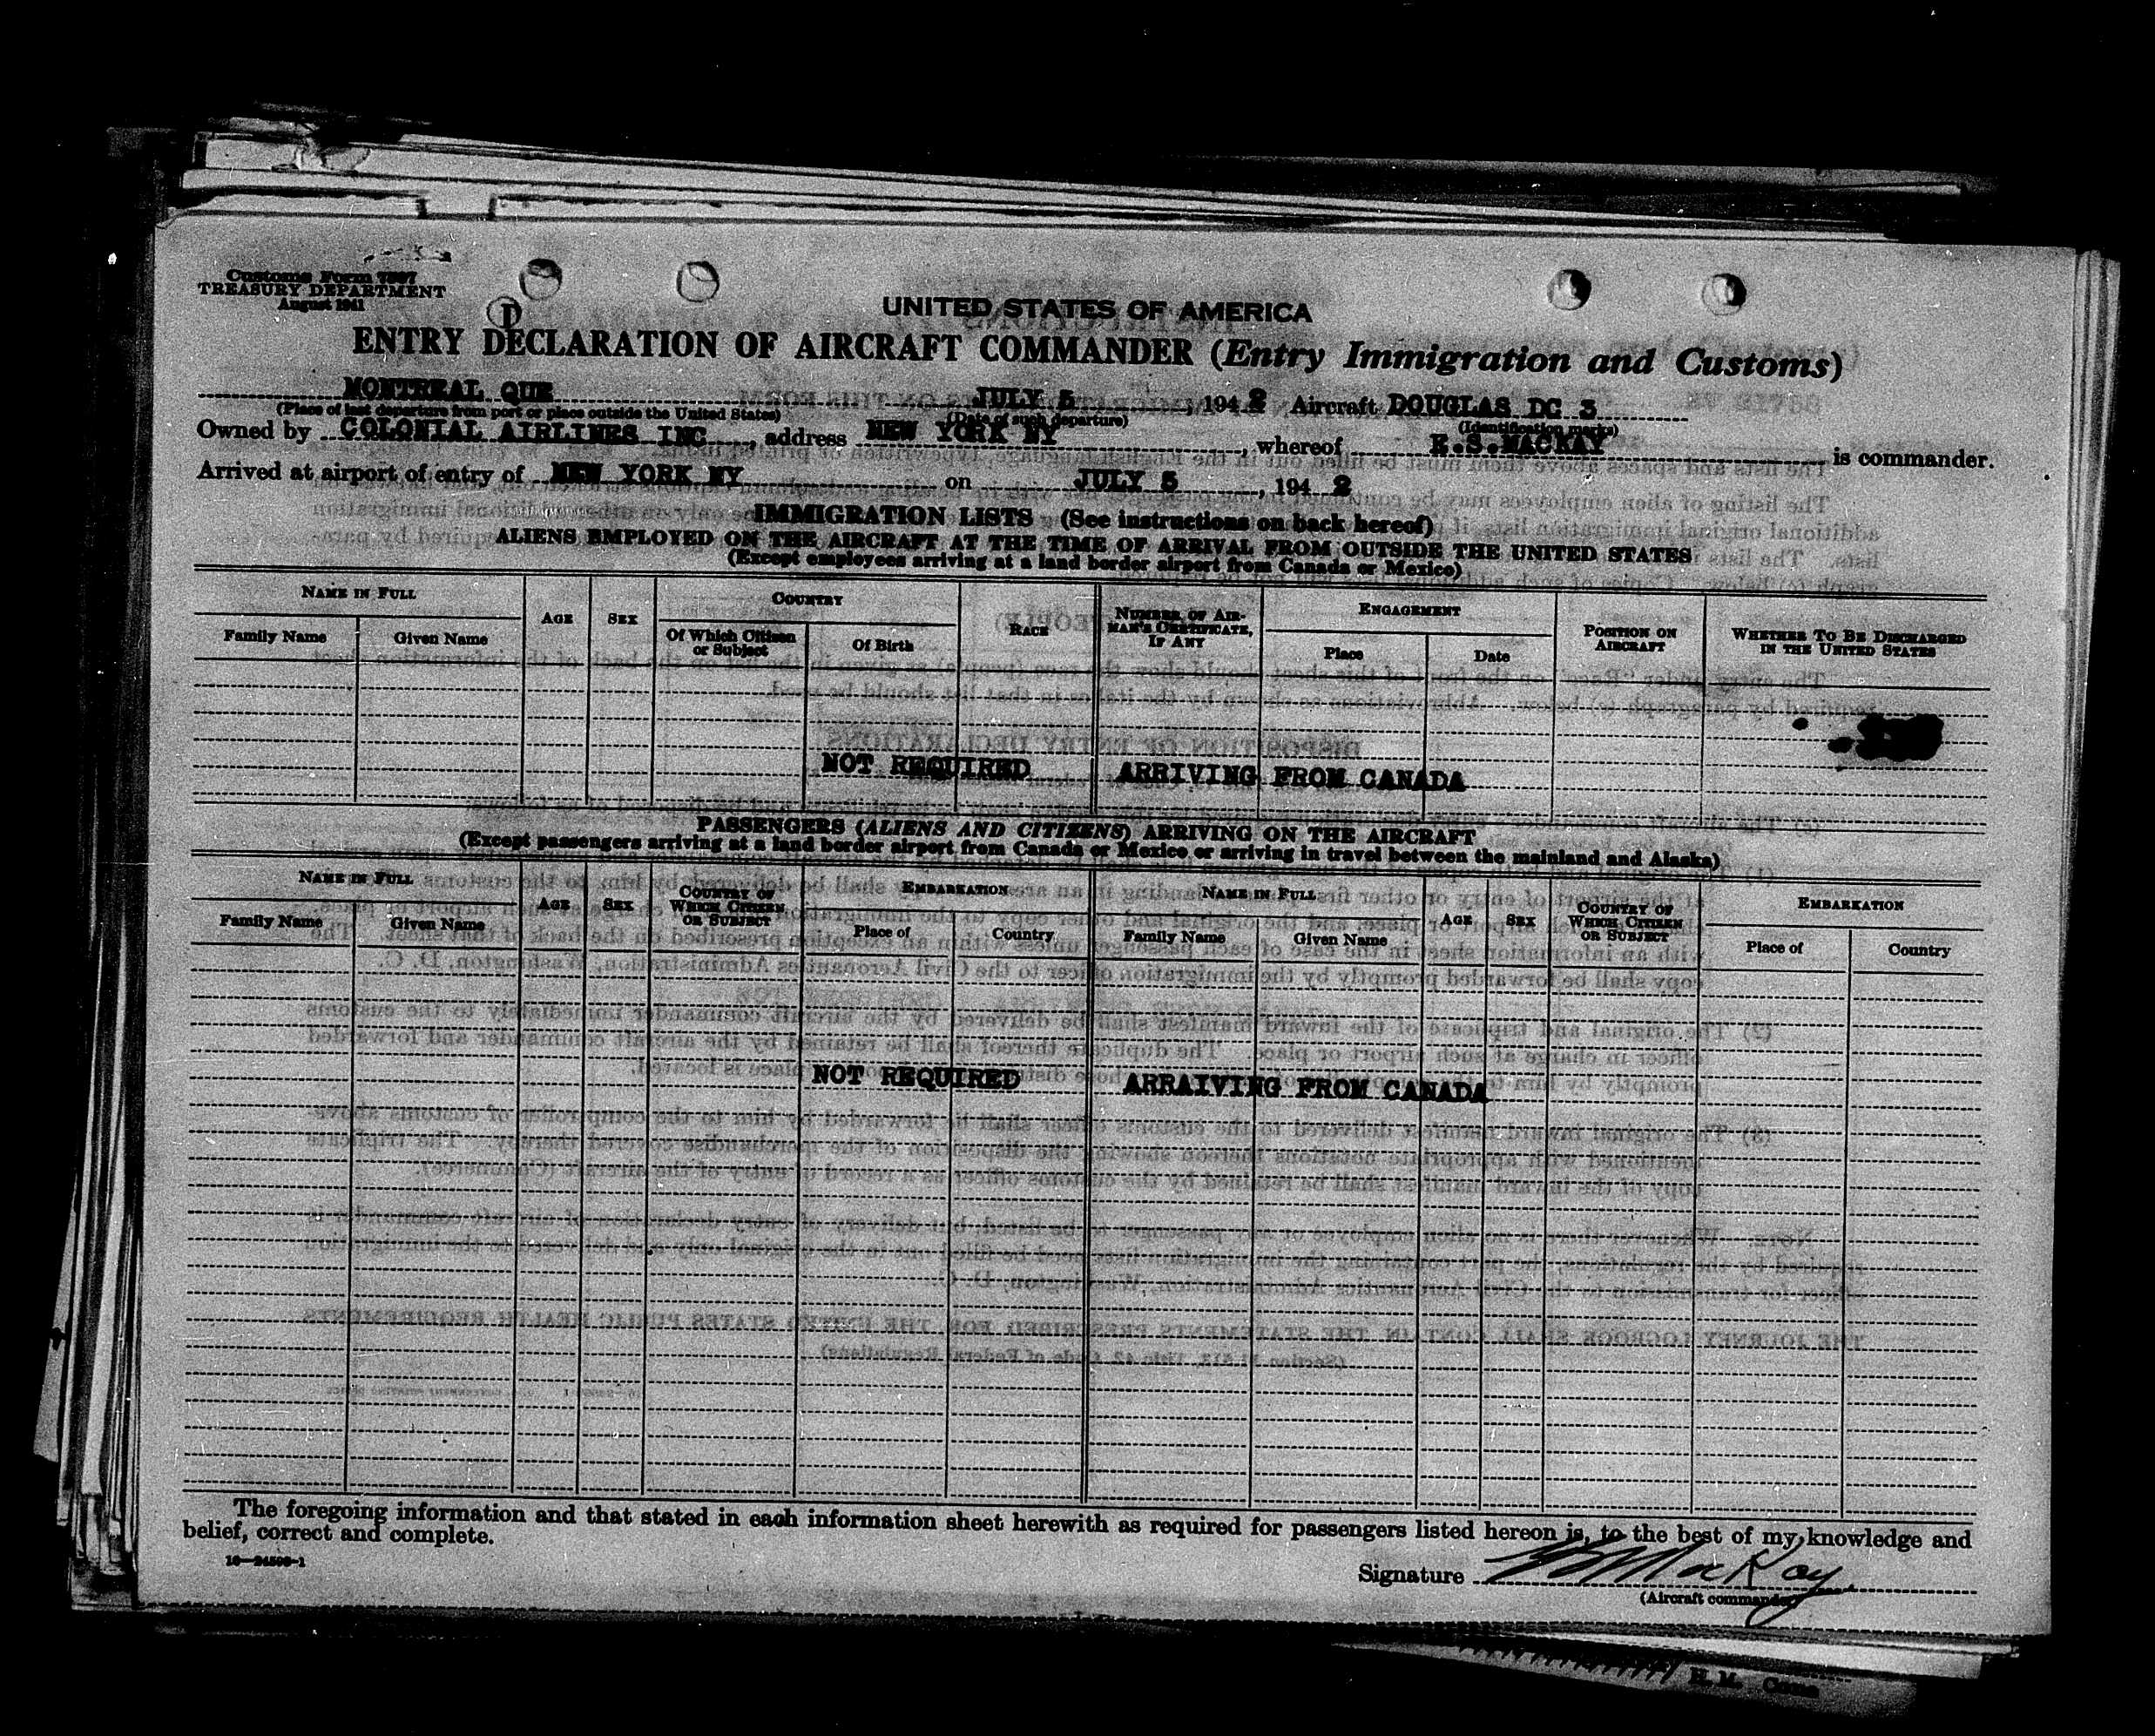 Customs Form 7507
TREASURY DEPARTMENT
August 1941
D
UNITED STATES OF AMERICA
ENTRY DECLARATION OF AIRCRAFT COMMANDER (Entry Immigration and Customs)
MONTREAL QUE JULY 5, 1942 Aircraft DOUGLAS DC 3
(Place of last departure from port or place outside the United States) (Date of such departure) (Identification marks)
Owned by COLONIAL AIRLINES INC, address NEW YORK NY, whereof E.S.MACKAY is commander.
Arrived at airport of entry of NEW YORK NY on JULY 5, 1942
IMMIGRATION LISTS (See instructions on back hereof)
ALIENS EMPLOYED ON THE AIRCRAFT AT THE TIME OF ARRIVAL FROM OUTSIDE THE UNITED STATES
(Except employees arriving at a land border airport from Canada or Mexico)
NAME IN FULL AGE SEX COUNTRY RACE NUMBER OF AIRMAN'S CERTIFICATE, IF ANY ENGAGEMENT POSITION ON AIRCRAFT WHETHER TO BE DISCHARGED IN THE UNITED STATES
Family Name Given Name Of Which Citizen or Subject Of Birth Place Date
NOT REQUIRED ARRIVING FROM CANADA
PASSENGERS (ALIENS AND CITIZENS) ARRIVING ON THE AIRCRAFT
(Except passengers arriving at a land border airport from Canada or Mexico or arriving in travel between the mainland and Alaska)
NAME IN FULL AGE SEX COUNTRY OF WHICH CITIZEN OR SUBJECT EMBARKATION NAME IN FULL AGE SEX COUNTRY OF WHICH CITIZEN OR SUBJECT EMBARKATION
Family Name Given Name Place of Country Family Name Given Name Place of Country
NOT REQUIRED ARRAIVING FROM CANADA
The foregoing information and that stated in each information sheet herewith as required for passengers listed hereon is, to the best of my knowledge and
belief, correct and complete.
Signature MacKay
(Aircraft commander)
H. M.